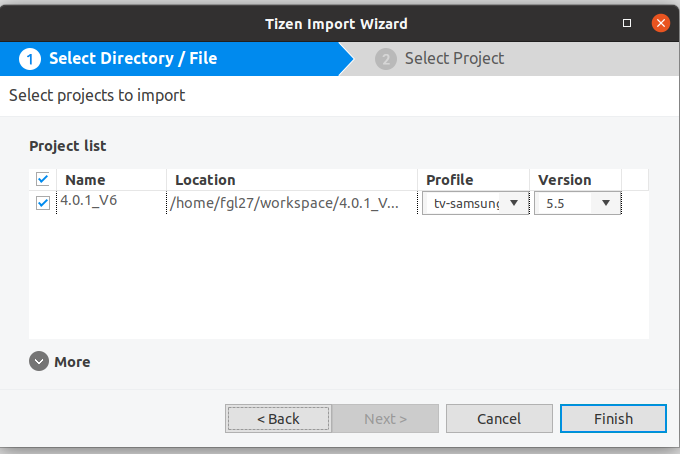 Tizen Import Wizard
1 Select Directory / File 2 Select Project
Select projects to import
Project list
Name Location Profile Version
4.0.1_V6 /home/fgl27/workspace/4.0.1_V... tv-samsung 5.5
More
< Back Next > Cancel Finish